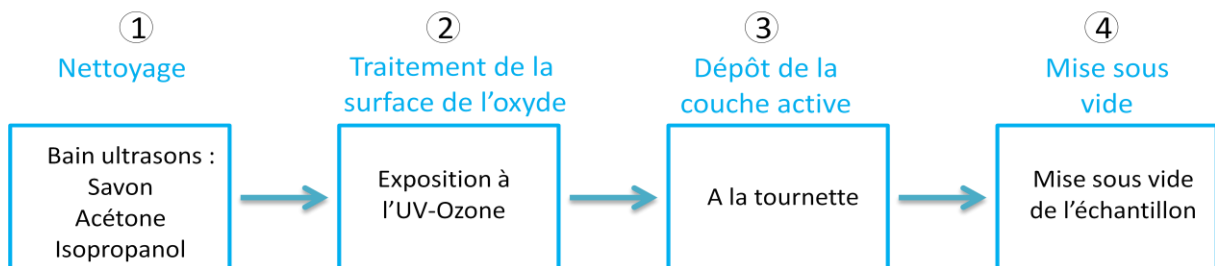 1
Nettoyage
Bain ultrasons :
Savon
Acétone
Isopropanol
2
Traitement de la
surface de l’oxyde
Exposition à
l’UV-Ozone
3
Dépôt de la
couche active
A la tournette
4
Mise sous
vide
Mise sous vide
de l’échantillon